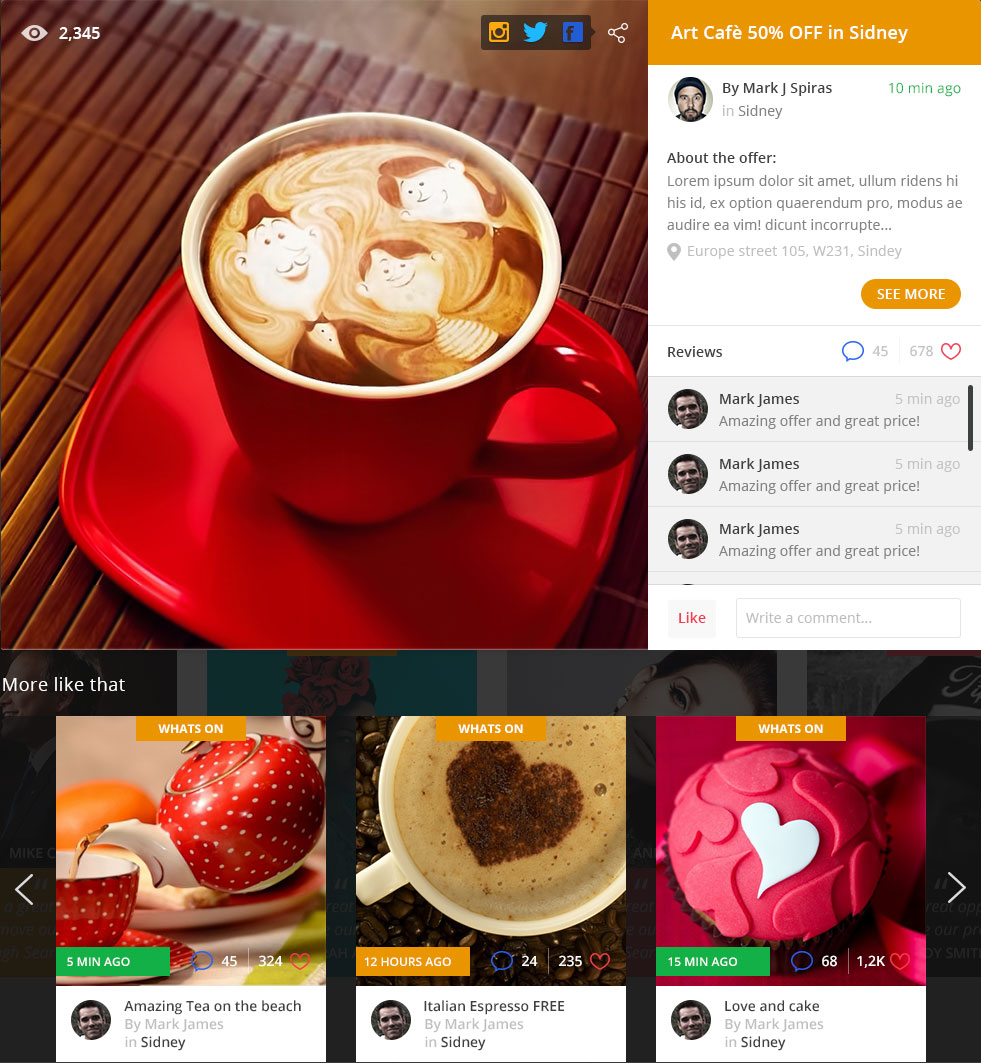 2,345
Art Cafè 50% OFF in Sidney
By Mark J Spiras
10 min ago
in Sidney
About the offer:
Lorem ipsum dolor sit amet, ullum ridens hi
his id, ex option quaerendum pro, modus ae
audire ea vim! dicunt incorrupte...
Europe street 105, W231, Sindey
SEE MORE
Reviews
45
678
Mark James
5 min ago
Amazing offer and great price!
Mark James
5 min ago
Amazing offer and great price!
Mark James
5 min ago
Amazing offer and great price!
Like
Write a comment...
More like that
WHATS ON
5 MIN AGO
45
324
Amazing Tea on the beach
By Mark James
in Sidney
WHATS ON
12 HOURS AGO
24
235
Italian Espresso FREE
By Mark James
in Sidney
WHATS ON
15 MIN AGO
68
1,2K
Love and cake
By Mark James
in Sidney